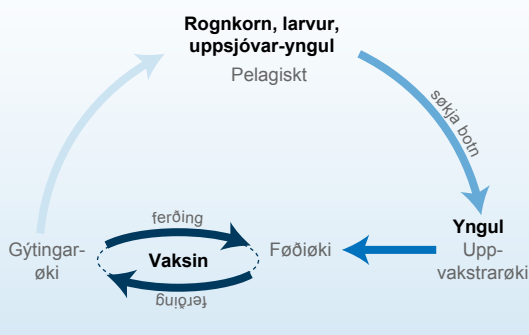 Rognkorn, larvur,
uppsjóvar-yngul
Pelagiskt
søkja botn
Yngul
Upp-
vakstrarøki
Føðiøki
ferðing
Vaksin
ferðing
Gýtingar-
øki